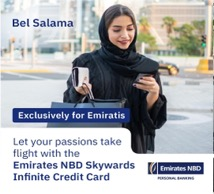 Bel Salama
Exclusively for Emiratis
Let your passions take
flight with the
Emirates NBD Skywards
Infinite Credit Card
Emirates NBD
PERSONAL BANKING